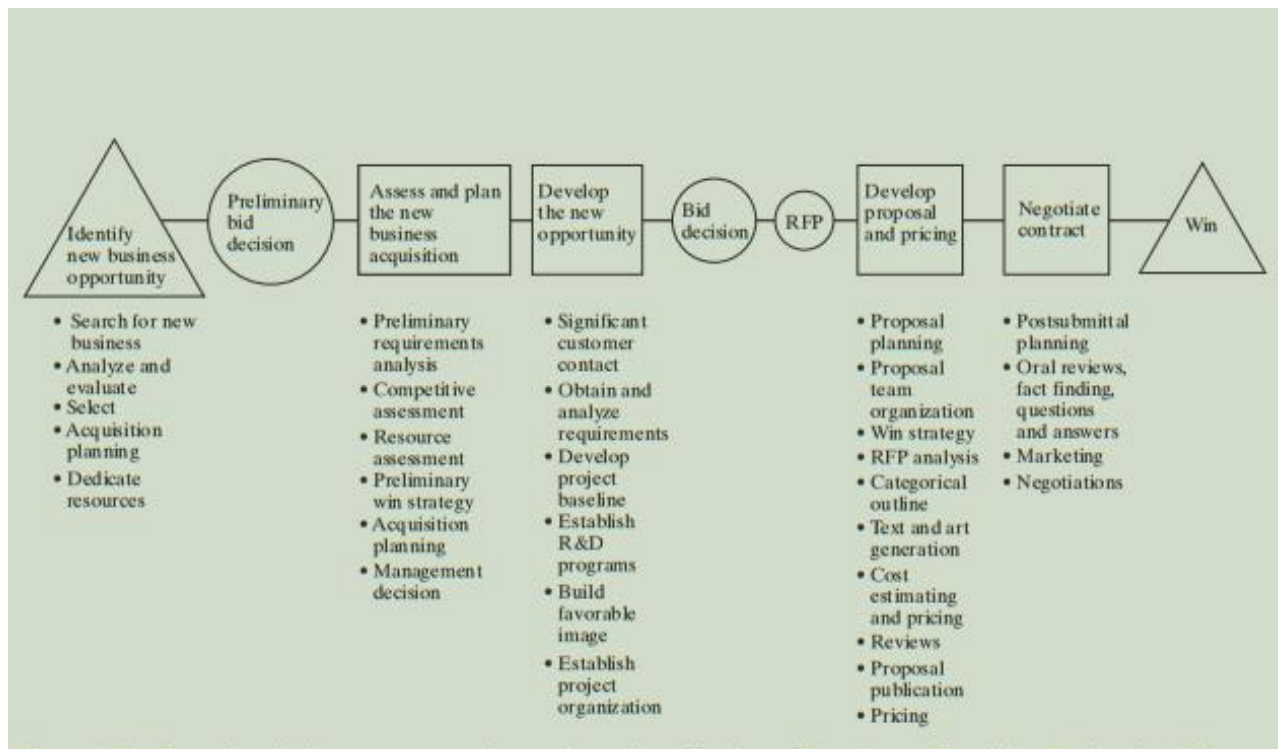 Identify
new business
opportunity
• Search for new
business
• Analyze and
evaluate
• Select
• Acquisition
planning
• Dedicate
resources
Preliminary
bid
decision
Assess and plan
the new
business
acquisition
• Preliminary
requirements
analysis
• Competitive
assessment
• Resource
assessment
• Preliminary
win strategy
• Acquisition
planning
• Management
decision
Develop
the new
opportunity
• Significant
customer
contact
• Obtain and
analyze
requirements
• Develop
project
baseline
• Establish
R&D
programs
• Build
favorable
image
• Establish
project
organization
Bid
decision
RFP
Develop
proposal
and pricing
• Proposal
planning
• Proposal
team
organization
• Win strategy
• RFP analysis
• Categorical
outline
• Text and art
generation
• Cost
estimating
and pricing
• Reviews
• Proposal
publication
• Pricing
Negotiate
contract
• Postsubmittal
planning
• Oral reviews,
fact finding,
questions
and answers
• Marketing
• Negotiations
Win